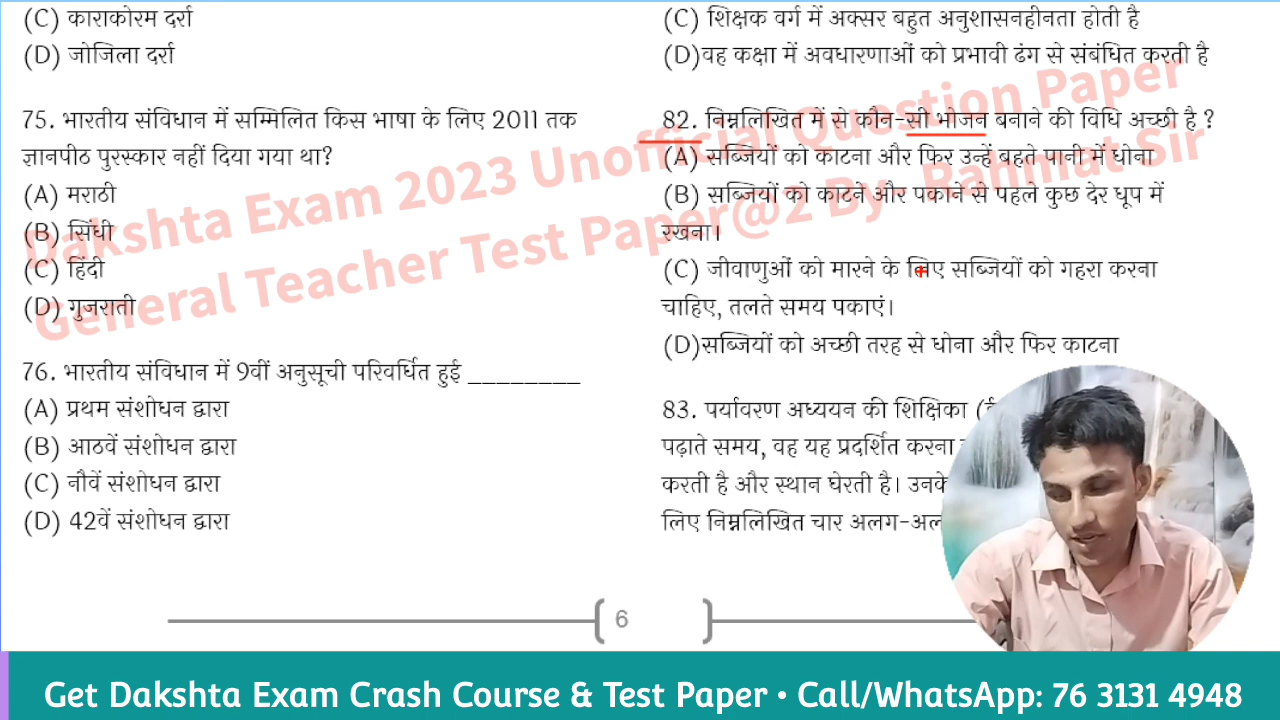 (C) काराकोरम दर्रा
(D) जोजिला दर्रा
75. भारतीय संविधान में सम्मिलित किस भाषा के लिए 2011 तक
ज्ञानपीठ पुरस्कार नहीं दिया गया था?
(A) मराठी
(B) सिंधी
(C) हिंदी
(D) गुजराती
76. भारतीय संविधान में 9वीं अनुसूची परिवर्धित हुई ________
(A) प्रथम संशोधन द्वारा
(B) आठवें संशोधन द्वारा
(C) नौवें संशोधन द्वारा
(D) 42वें संशोधन द्वारा
(C) शिक्षक वर्ग में अक्सर बहुत अनुशासनहीनता होती है
(D)वह कक्षा में अवधारणाओं को प्रभावी ढंग से संबंधित करती है
82. निम्नलिखित में से कौन-सी भोजन बनाने की विधि अच्छी है ?
(A) सब्जियों को काटना और फिर उन्हें बहते पानी में धोना
(B) सब्जियों को काटने और पकाने से पहले कुछ देर धूप में
रखना।
(C) जीवाणुओं को मारने के लिए सब्जियों को गहरा करना
चाहिए, तलते समय पकाएं।
(D)सब्जियों को अच्छी तरह से धोना और फिर काटना
83. पर्यावरण अध्ययन की शिक्षिका
पढ़ाते समय, वह यह प्रदर्शित करना
करती है और स्थान घेरती है। उनके
लिए निम्नलिखित चार अलग-अल
Dakshta Exam 2023 Unofficial Question Paper
General Teacher Test Paper@2 By Rahmat Sir
6
Get Dakshta Exam Crash Course & Test Paper • Call/WhatsApp: 76 3131 4948